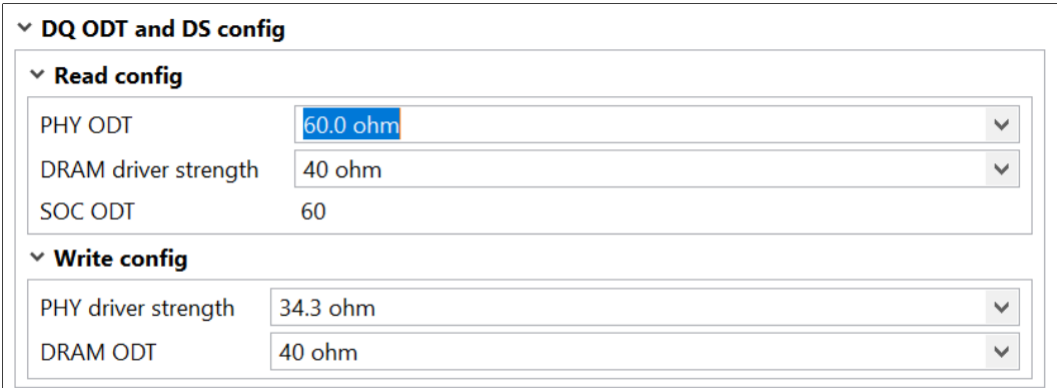 DQ ODT and DS config
Read config
PHY ODT 60.0 ohm
DRAM driver strength 40 ohm
SOC ODT 60
Write config
PHY driver strength 34.3 ohm
DRAM ODT 40 ohm